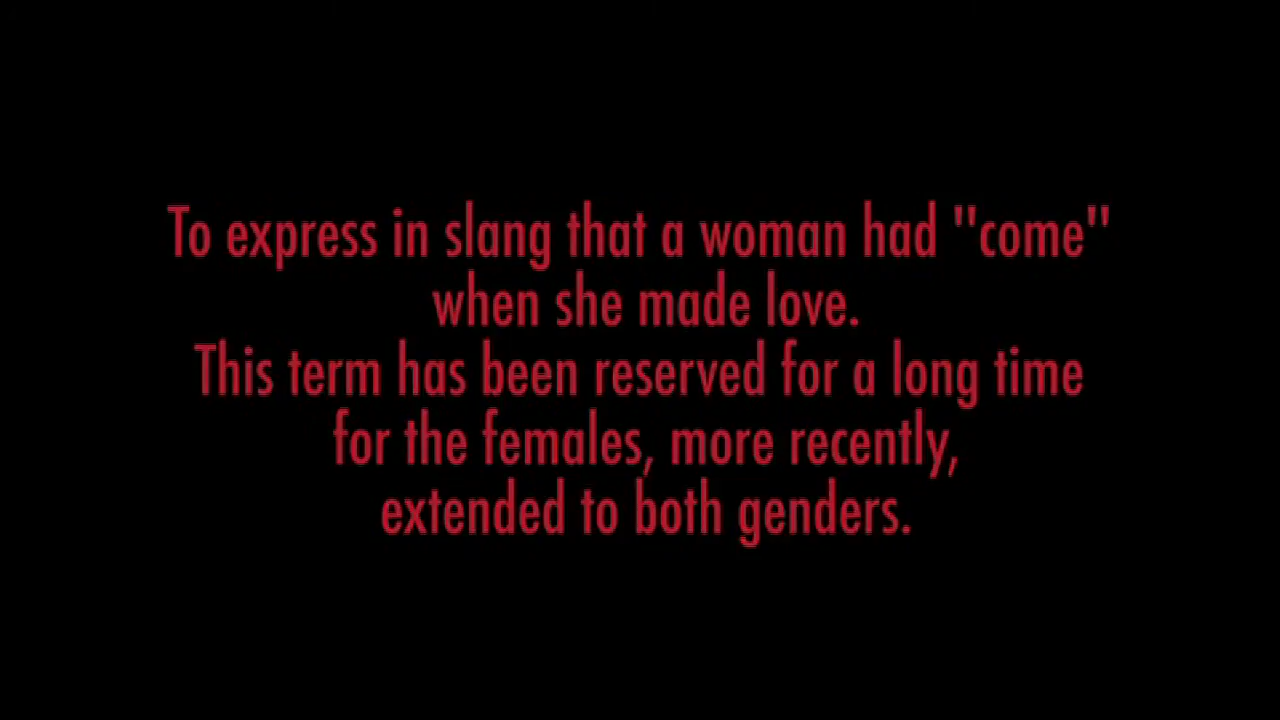 To express in slang that a woman had "come"
when she made love.
This term has been reserved for a long time
for the females, more recently,
extended to both genders.